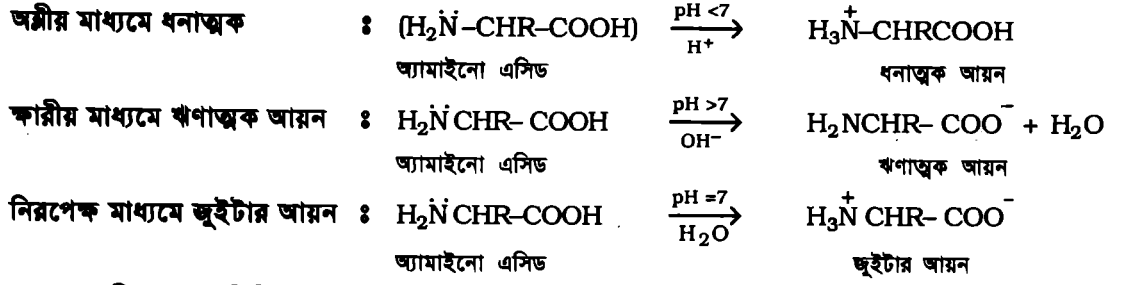 অম্লীয় মাধ্যমে ধনাত্মক : (H₂N̈–CHR–COOH) pH <7 H⁺ → H₃N⁺–CHRCOOH
অ্যামাইনো এসিড ধনাত্মক আয়ন
ক্ষারীয় মাধ্যমে ঋণাত্মক আয়ন : H₂N̈CHR–COOH pH >7 OH⁻ → H₂NCHR–COO⁻ + H₂O
অ্যামাইনো এসিড ঋণাত্মক আয়ন
নিরপেক্ষ মাধ্যমে জুইটার আয়ন : H₂N̈CHR–COOH pH =7 H₂O → H₃N⁺CHR–COO⁻
অ্যামাইনো এসিড জুইটার আয়ন